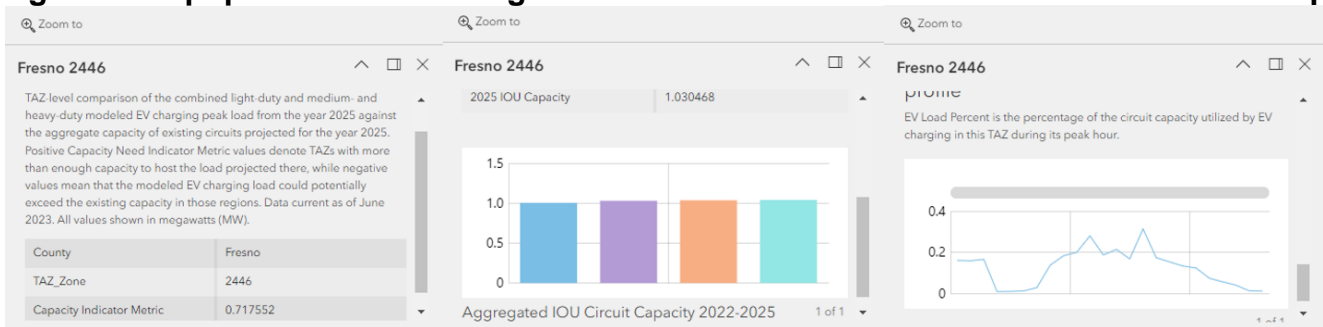 Zoom to
Fresno 2446
TAZ-level comparison of the combined light-duty and medium- and
heavy-duty modeled EV charging peak load from the year 2025 against
the aggregate capacity of existing circuits projected for the year 2025.
Positive Capacity Need Indicator Metric values denote TAZs with more
than enough capacity to host the load projected there, while negative
values mean that the modeled EV charging load could potentially
exceed the existing capacity in those regions. Data current as of June
2023. All values shown in megawatts (MW).
County Fresno
TAZ_Zone 2446
Capacity Indicator Metric 0.717552
Zoom to
Fresno 2446
2025 IOU Capacity 1.030468
1.5
1.0
0.5
0
Aggregated IOU Circuit Capacity 2022-2025 1 of 1
Zoom to
Fresno 2446
profile
EV Load Percent is the percentage of the circuit capacity utilized by EV
charging in this TAZ during its peak hour.
0.4
0.2
0
1 of 1